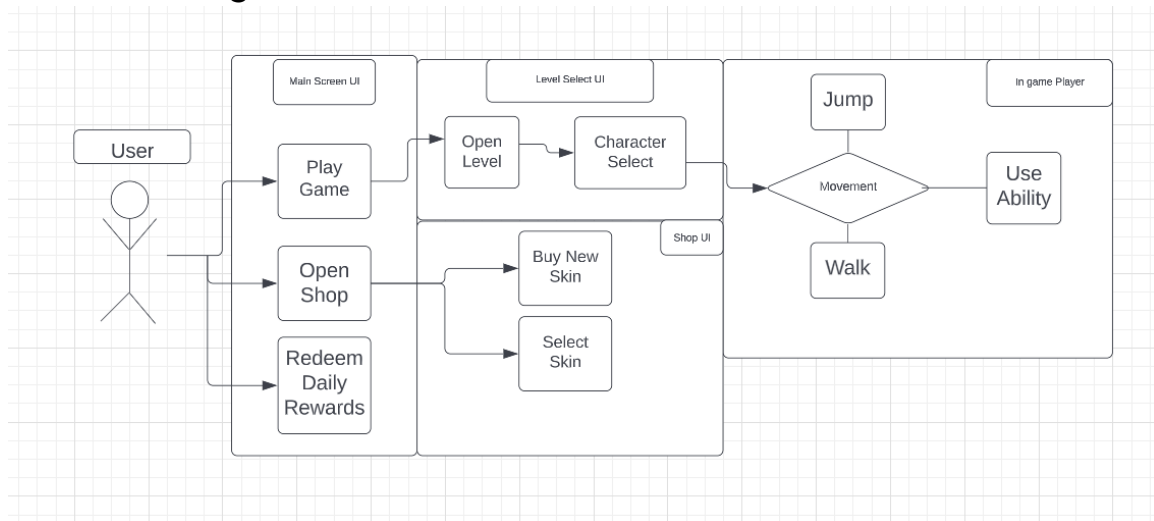 User
Main Screen UI
Play
Game
Open
Shop
Redeem
Daily
Rewards
Level Select UI
Open
Level
Character
Select
Shop UI
Buy New
Skin
Select
Skin
In game Player
Jump
Movement
Use
Ability
Walk